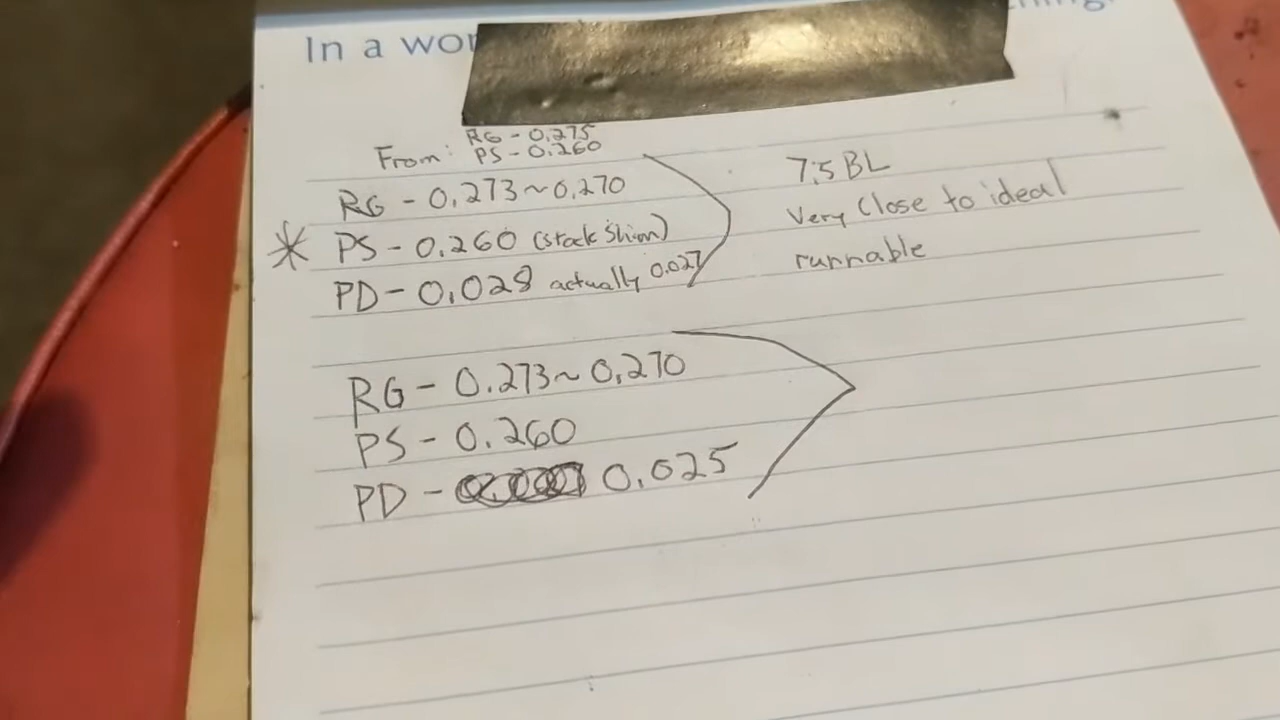 In a wor
From: RG - 0.275
PS - 0.260
RG - 0.273 ~ 0.270
* PS - 0.260 (stock shim)
PD - 0.028 actually 0.027
7.5 BL
Very close to ideal
runnable
RG - 0.273 ~ 0.270
PS - 0.260
PD - 0.025